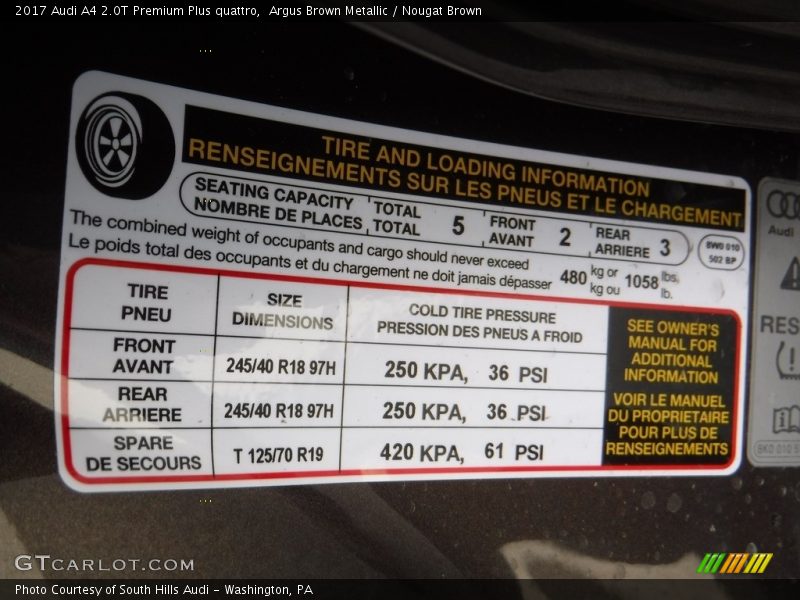 2017 Audi A4 2.0T Premium Plus quattro,  Argus Brown Metallic / Nougat Brown
TIRE AND LOADING INFORMATION
RENSEIGNEMENTS SUR LES PNEUS ET LE CHARGEMENT
SEATING CAPACITY TOTAL 5 FRONT 2 REAR 3
NOMBRE DE PLACES TOTAL AVANT ARRIERE
8W0 010
502 BP
The combined weight of occupants and cargo should never exceed
Le poids total des occupants et du chargement ne doit jamais dépasser
480 kg or 1058 lbs.
kg ou lb.
TIRE
PNEU
SIZE
DIMENSIONS
COLD TIRE PRESSURE
PRESSION DES PNEUS A FROID
FRONT
AVANT
245/40 R18 97H
250 KPA, 36 PSI
REAR
ARRIERE
245/40 R18 97H
250 KPA, 36 PSI
SPARE
DE SECOURS
T 125/70 R19
420 KPA, 61 PSI
SEE OWNER'S
MANUAL FOR
ADDITIONAL
INFORMATION
VOIR LE MANUEL
DU PROPRIETAIRE
POUR PLUS DE
RENSEIGNEMENTS
Audi
RES
GTCARLOT.COM
Photo Courtesy of South Hills Audi - Washington, PA